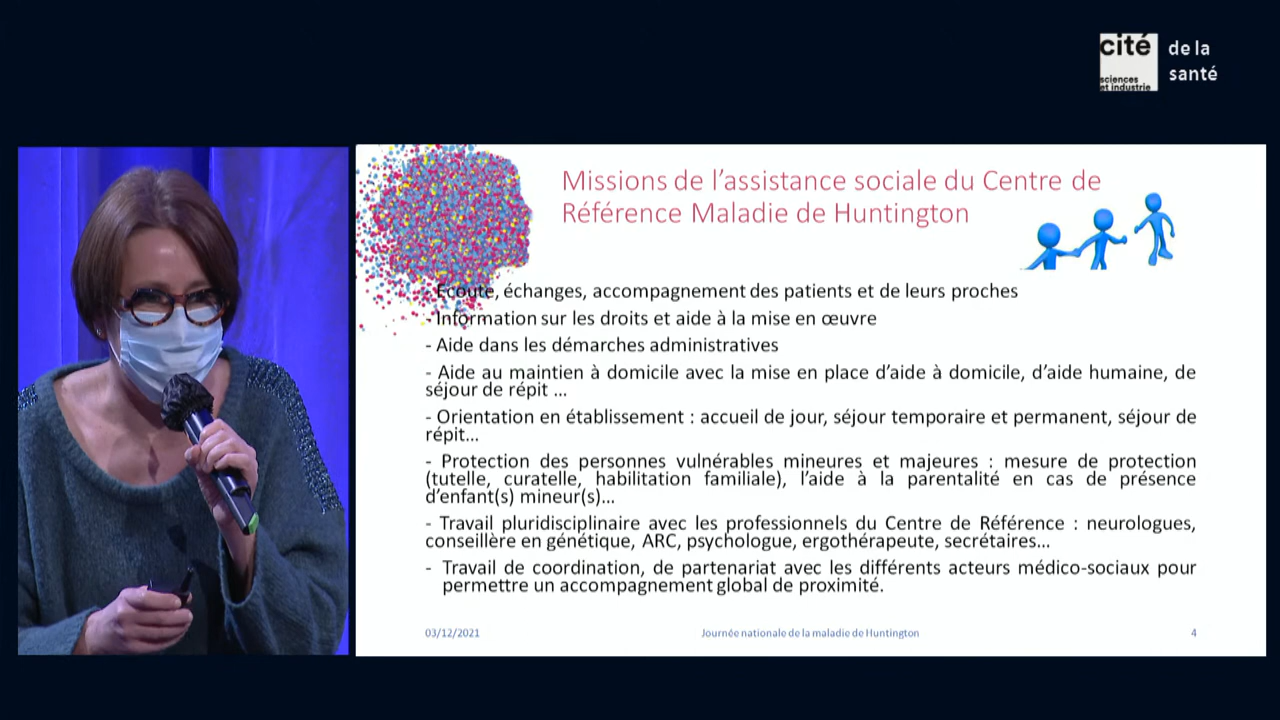 cité
sciences
et industrie
de la
santé
Missions de l'assistance sociale du Centre de
Référence Maladie de Huntington
- Ecoute, échanges, accompagnement des patients et de leurs proches
- Information sur les droits et aide à la mise en œuvre
- Aide dans les démarches administratives
- Aide au maintien à domicile avec la mise en place d'aide à domicile, d'aide humaine, de
séjour de répit ...
- Orientation en établissement : accueil de jour, séjour temporaire et permanent, séjour de
répit...
- Protection des personnes vulnérables mineures et majeures : mesure de protection
(tutelle, curatelle, habilitation familiale), l'aide à la parentalité en cas de présence
d'enfant(s) mineur(s)...
- Travail pluridisciplinaire avec les professionnels du Centre de Référence : neurologues,
conseillère en génétique, ARC, psychologue, ergothérapeute, secrétaires...
- Travail de coordination, de partenariat avec les différents acteurs médico-sociaux pour
permettre un accompagnement global de proximité.
03/12/2021
Journée nationale de la maladie de Huntington
4